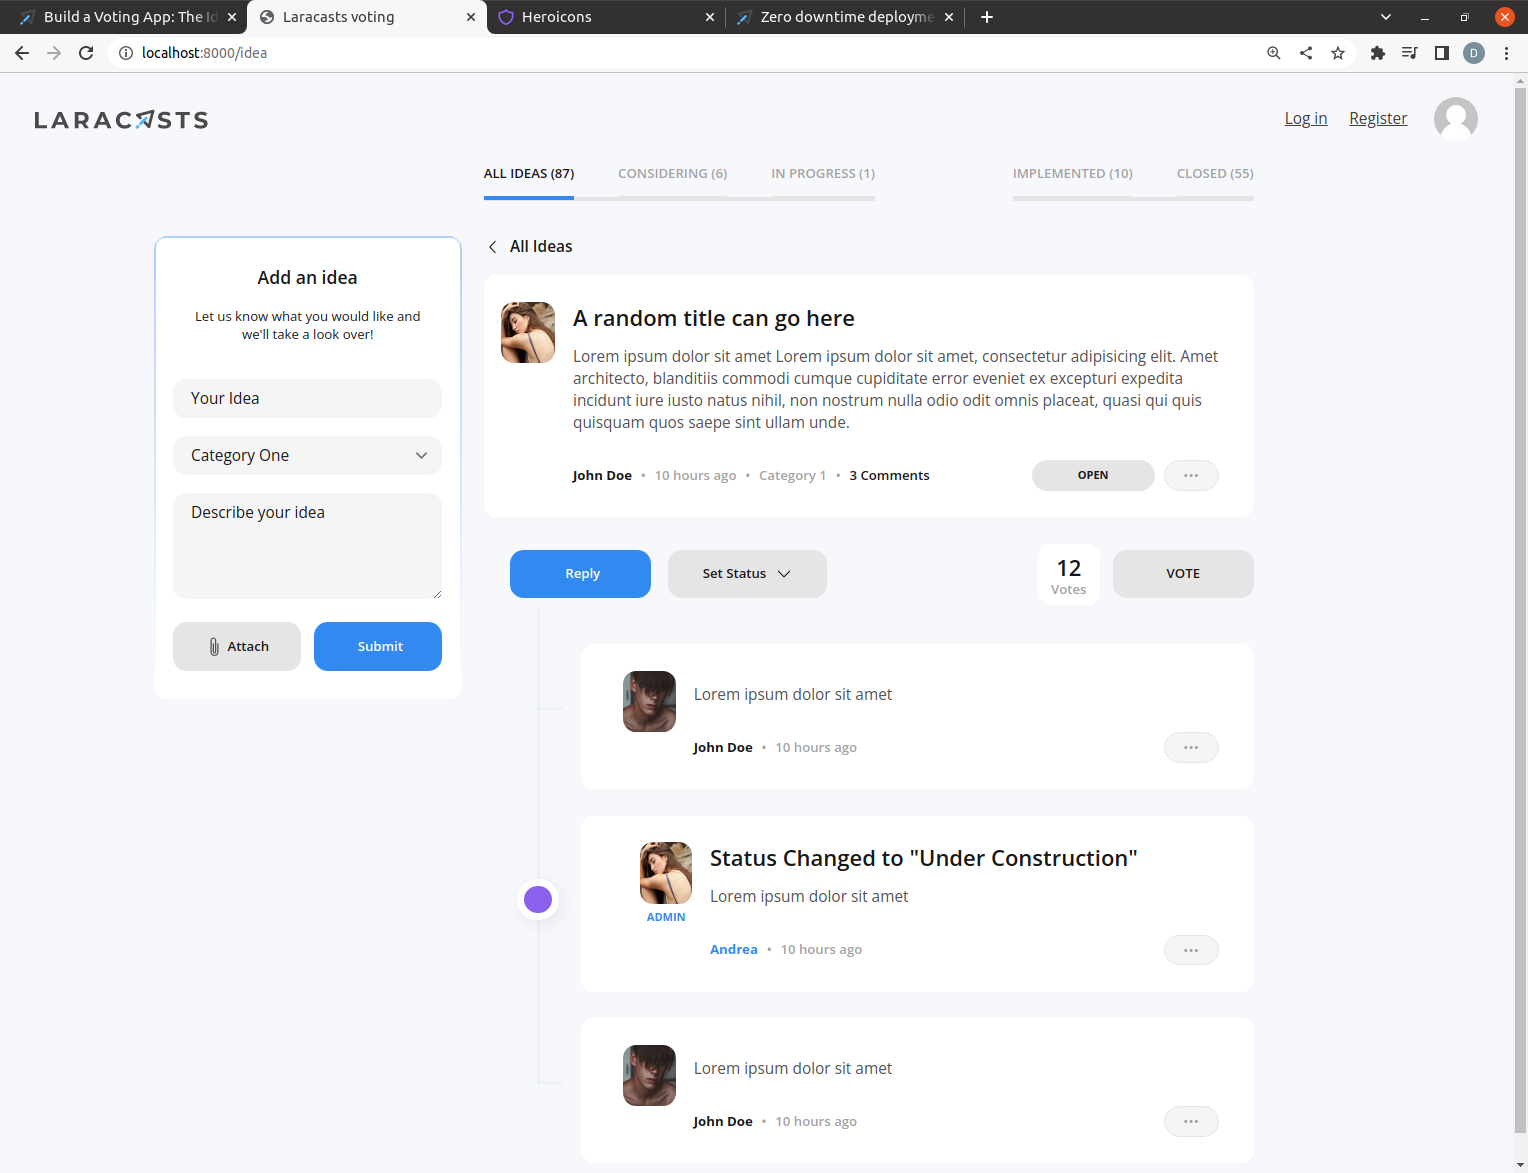 Build a Voting App: The Id
Laracasts voting
Heroicons
Zero downtime deployme
localhost:8000/idea
D
LARACASTS
Log in
Register
ALL IDEAS (87)
CONSIDERING (6)
IN PROGRESS (1)
IMPLEMENTED (10)
CLOSED (55)
Add an idea
Let us know what you would like and
we'll take a look over!
Your Idea
Category One
Describe your idea
Attach
Submit
All Ideas
A random title can go here
Lorem ipsum dolor sit amet Lorem ipsum dolor sit amet, consectetur adipisicing elit. Amet
architecto, blanditiis commodi cumque cupiditate error eveniet ex excepturi expedita
incidunt iure iusto natus nihil, non nostrum nulla odio odit omnis placeat, quasi qui quis
quisquam quos saepe sint ullam unde.
John Doe • 10 hours ago • Category 1 • 3 Comments
OPEN
Reply
Set Status
12
Votes
VOTE
Lorem ipsum dolor sit amet
John Doe • 10 hours ago
Status Changed to "Under Construction"
Lorem ipsum dolor sit amet
ADMIN
Andrea • 10 hours ago
Lorem ipsum dolor sit amet
John Doe • 10 hours ago